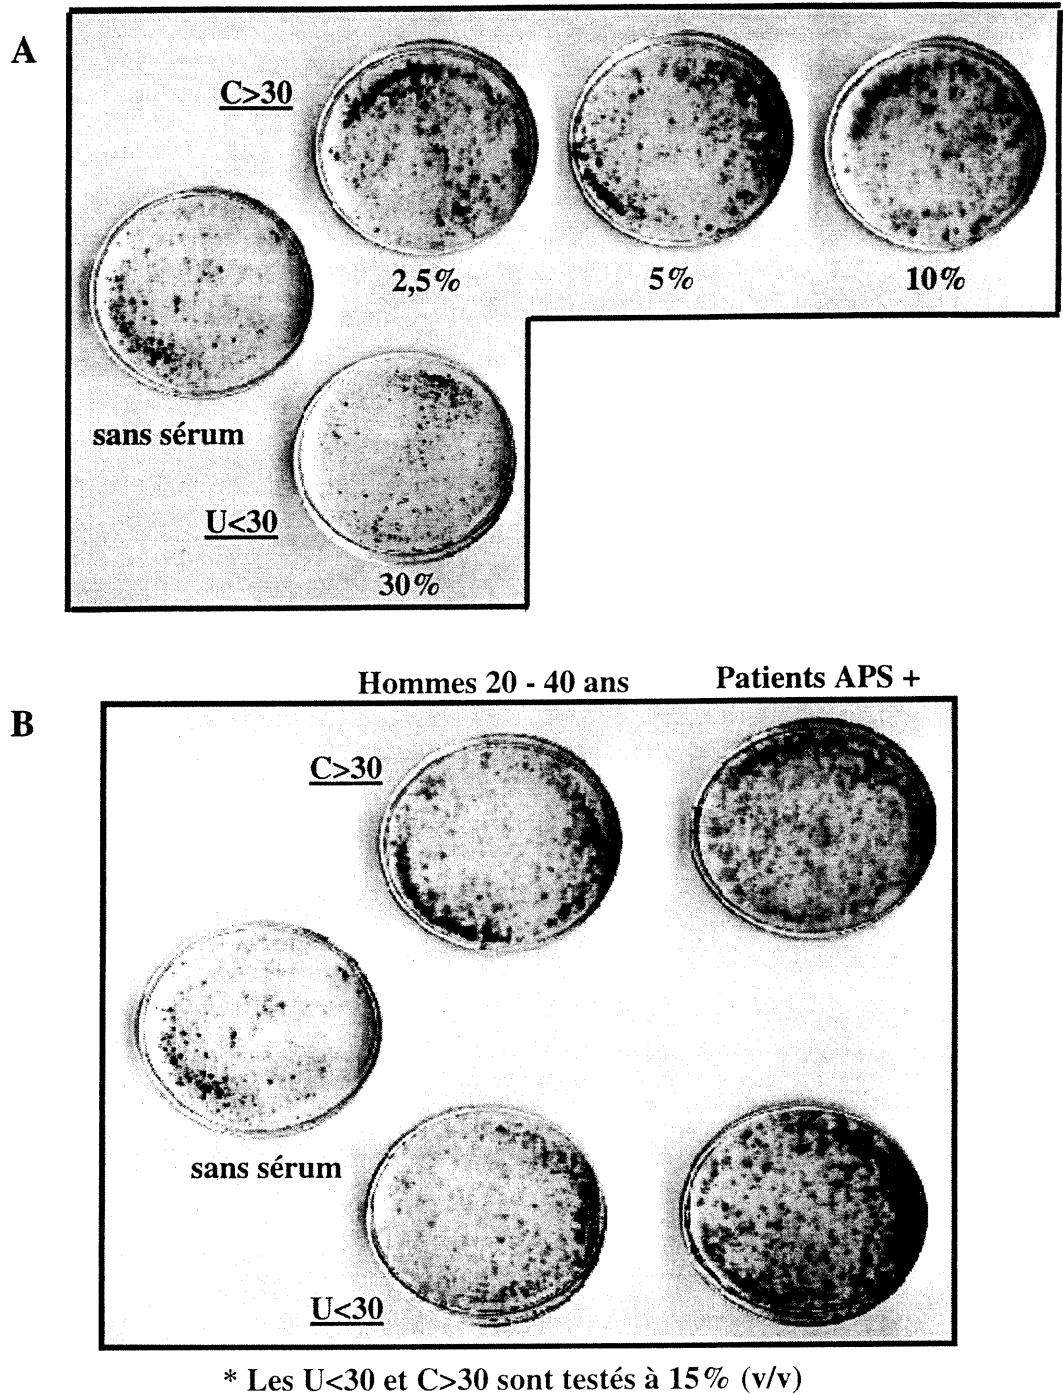 A
C>30
2,5%
5%
10%
sans sérum
U<30
30%
Hommes 20 - 40 ans
Patients APS +
B
C>30
sans sérum
U<30
* Les U<30 et C>30 sont testés à 15% (v/v)